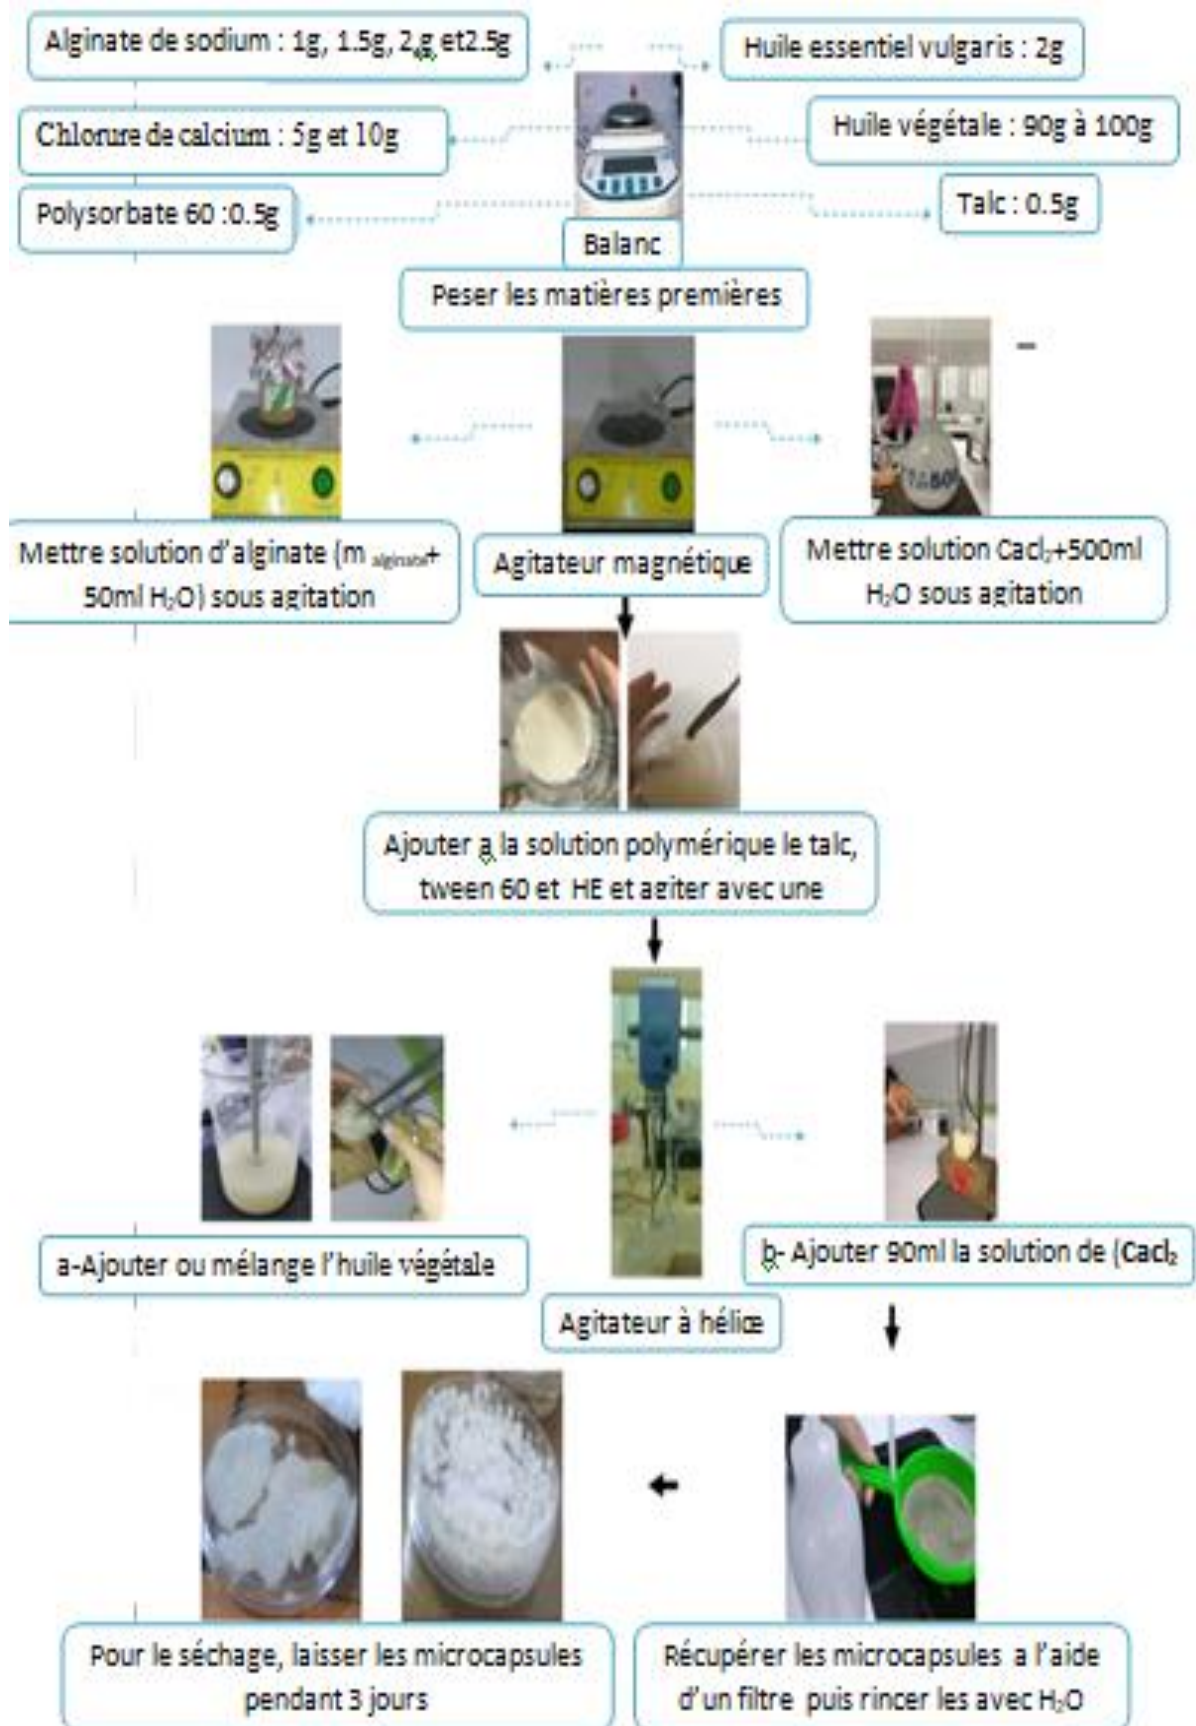 Alginate de sodium : 1g, 1.5g, 2 g et2.5g
Huile essentiel vulgaris : 2g
Chlorure de calcium : 5g et 10g
Huile végétale : 90g à 100g
Polysorbate 60 :0.5g
Talc : 0.5g
Balanc
Peser les matières premières
Mettre solution d'alginate (m alginate+
50ml H₂O) sous agitation
Agitateur magnétique
Mettre solution Cacl₂+500ml
H₂O sous agitation
Ajouter a la solution polymérique le talc,
tween 60 et HE et agiter avec une
a-Ajouter ou mélange l'huile végétale
b- Ajouter 90ml la solution de (Cacl₂
Agitateur à hélice
Pour le séchage, laisser les microcapsules
pendant 3 jours
Récupérer les microcapsules a l'aide
d'un filtre puis rincer les avec H₂O